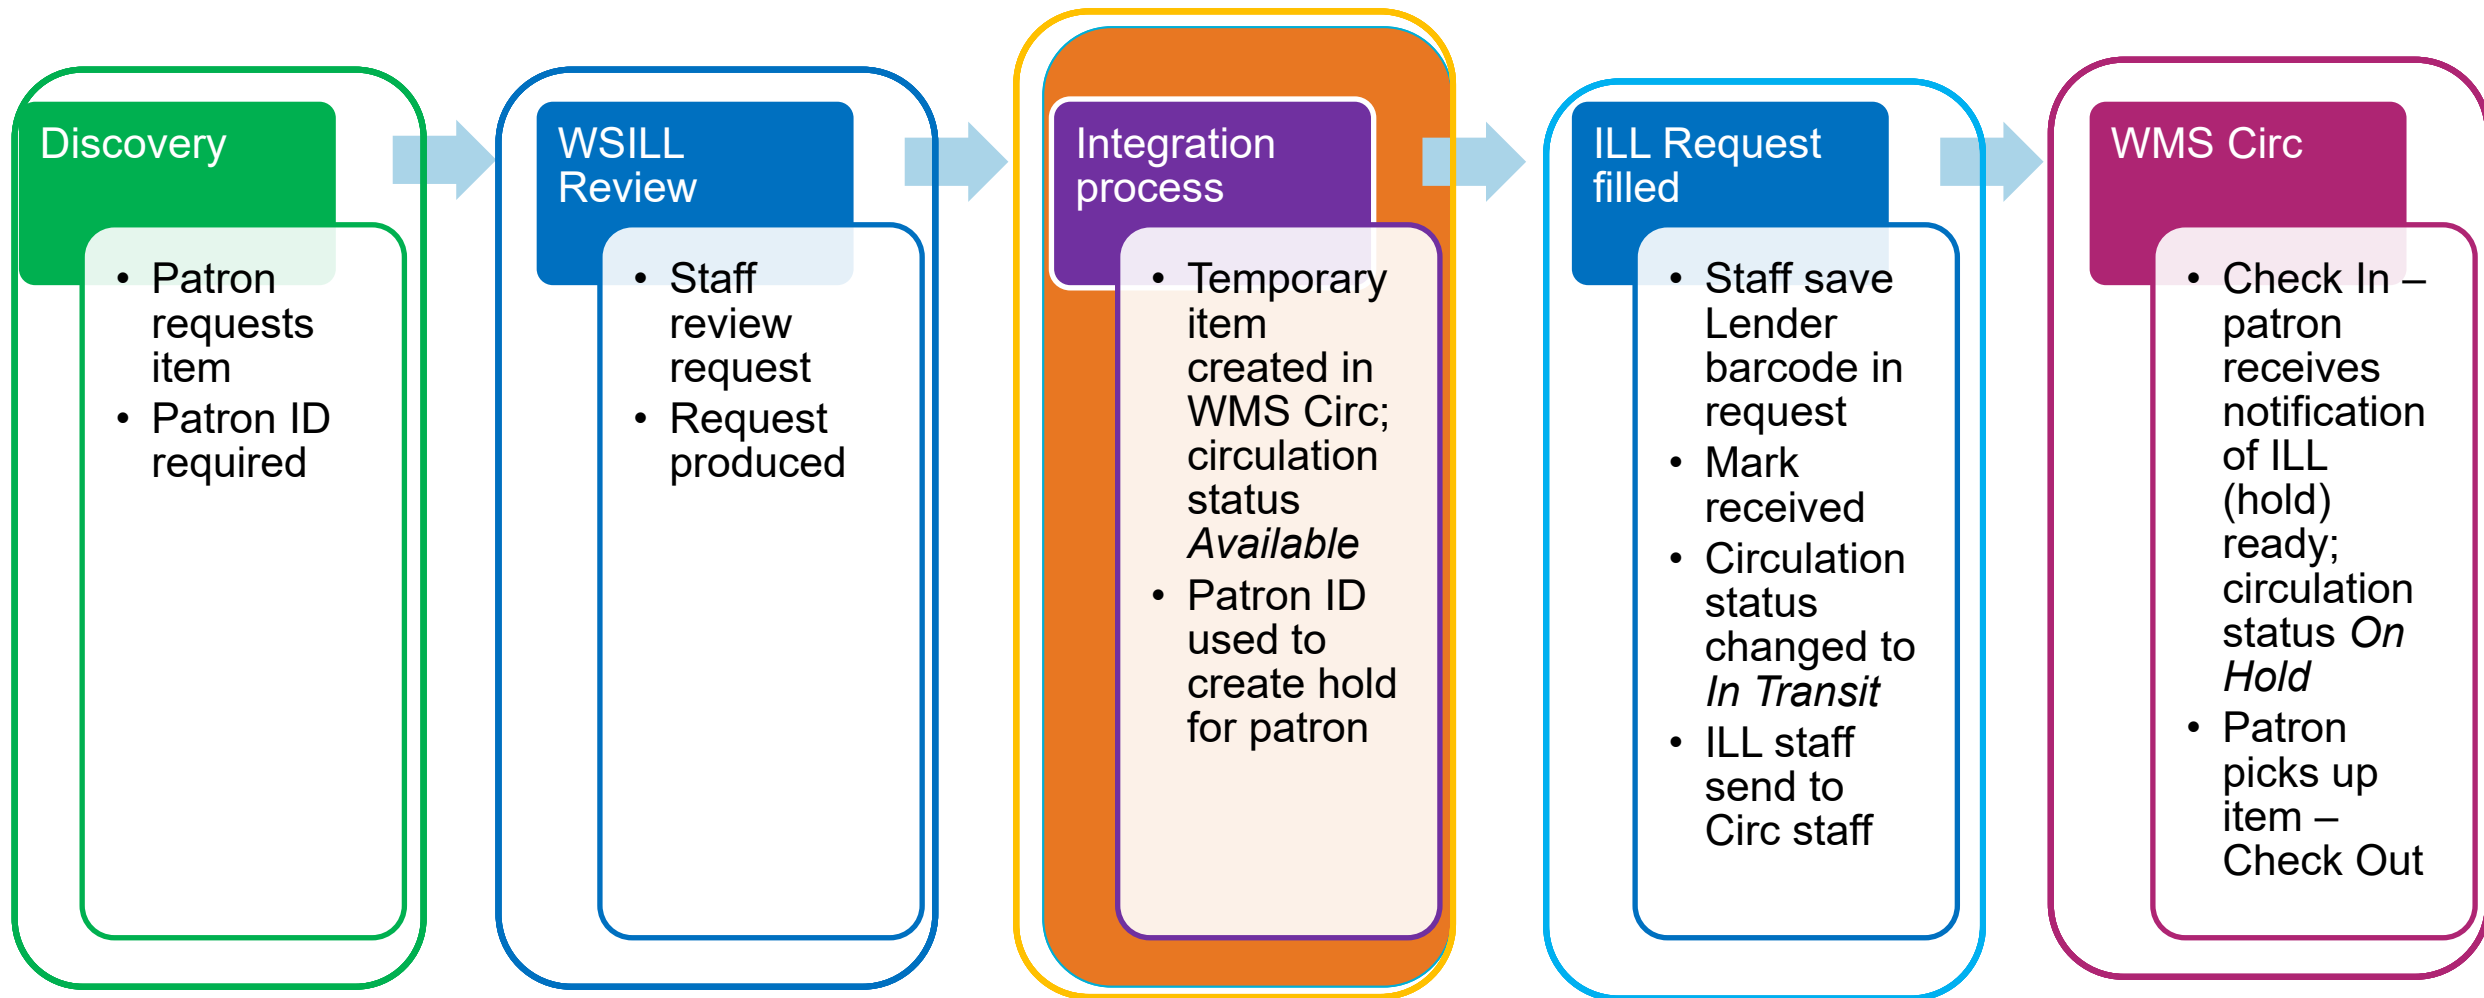 Discovery
• Patron
requests
item
• Patron ID
required
WSILL
Review
• Staff
review
request
• Request
produced
Integration
process
• Temporary
item
created in
WMS Circ;
circulation
status
Available
• Patron ID
used to
create hold
for patron
ILL Request
filled
• Staff save
Lender
barcode in
request
• Mark
received
• Circulation
status
changed to
In Transit
• ILL staff
send to
Circ staff
WMS Circ
• Check In –
patron
receives
notification
of ILL
(hold)
ready;
circulation
status On
Hold
• Patron
picks up
item –
Check Out